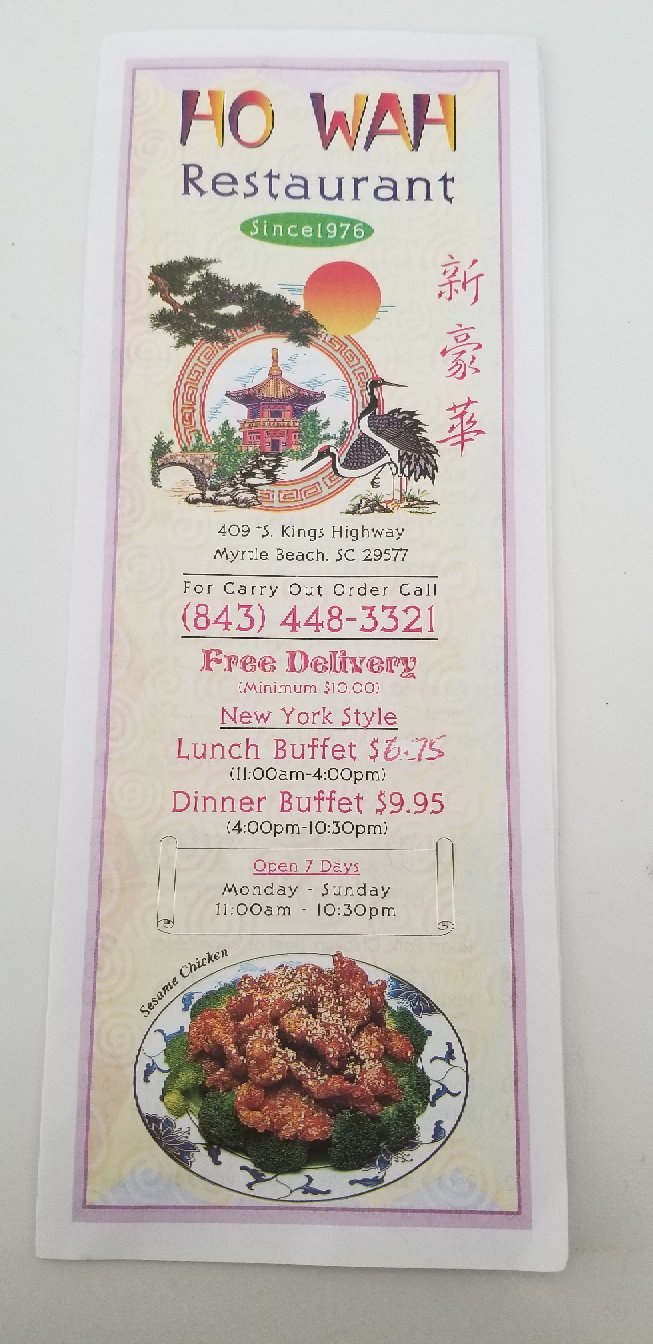 HO WAH
Restaurant
Since1976
新豪華
409 S. Kings Highway
Myrtle Beach, SC 29577
For Carry Out Order Call
(843) 448-3321
Free Delivery
(Minimum $10.00)
New York Style
Lunch Buffet $6.75
(11:00am-4:00pm)
Dinner Buffet $9.95
(4:00pm-10:30pm)
Open 7 Days
Monday - Sunday
11:00am - 10:30pm
Sesame Chicken